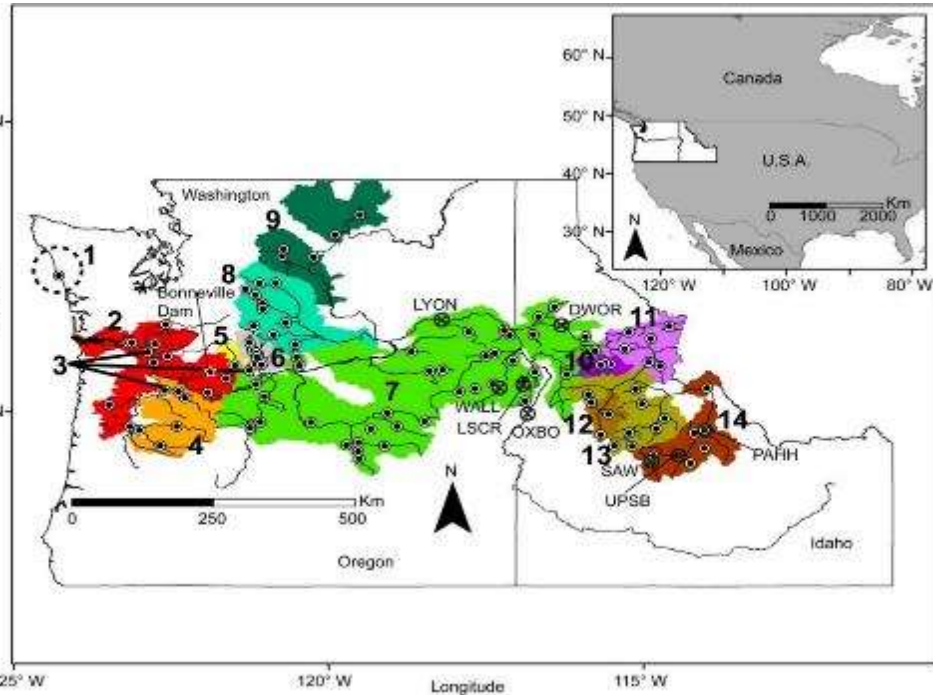 60° N
Canada
50° N
U.S.A.
40° N
Km
0 1000 2000
N
30° N
Mexico
120° W 100° W 80° W
Washington
9
1
8
Bonneville
Dam
LYON
DWOR
11
2
5
3
6
10
7
WALL
LSCR
OXBO
12
14
4
13
SAW
PAHH
UPSB
N
Km
0 250 500
Oregon
Idaho
25° W 120° W 115° W
Longitude